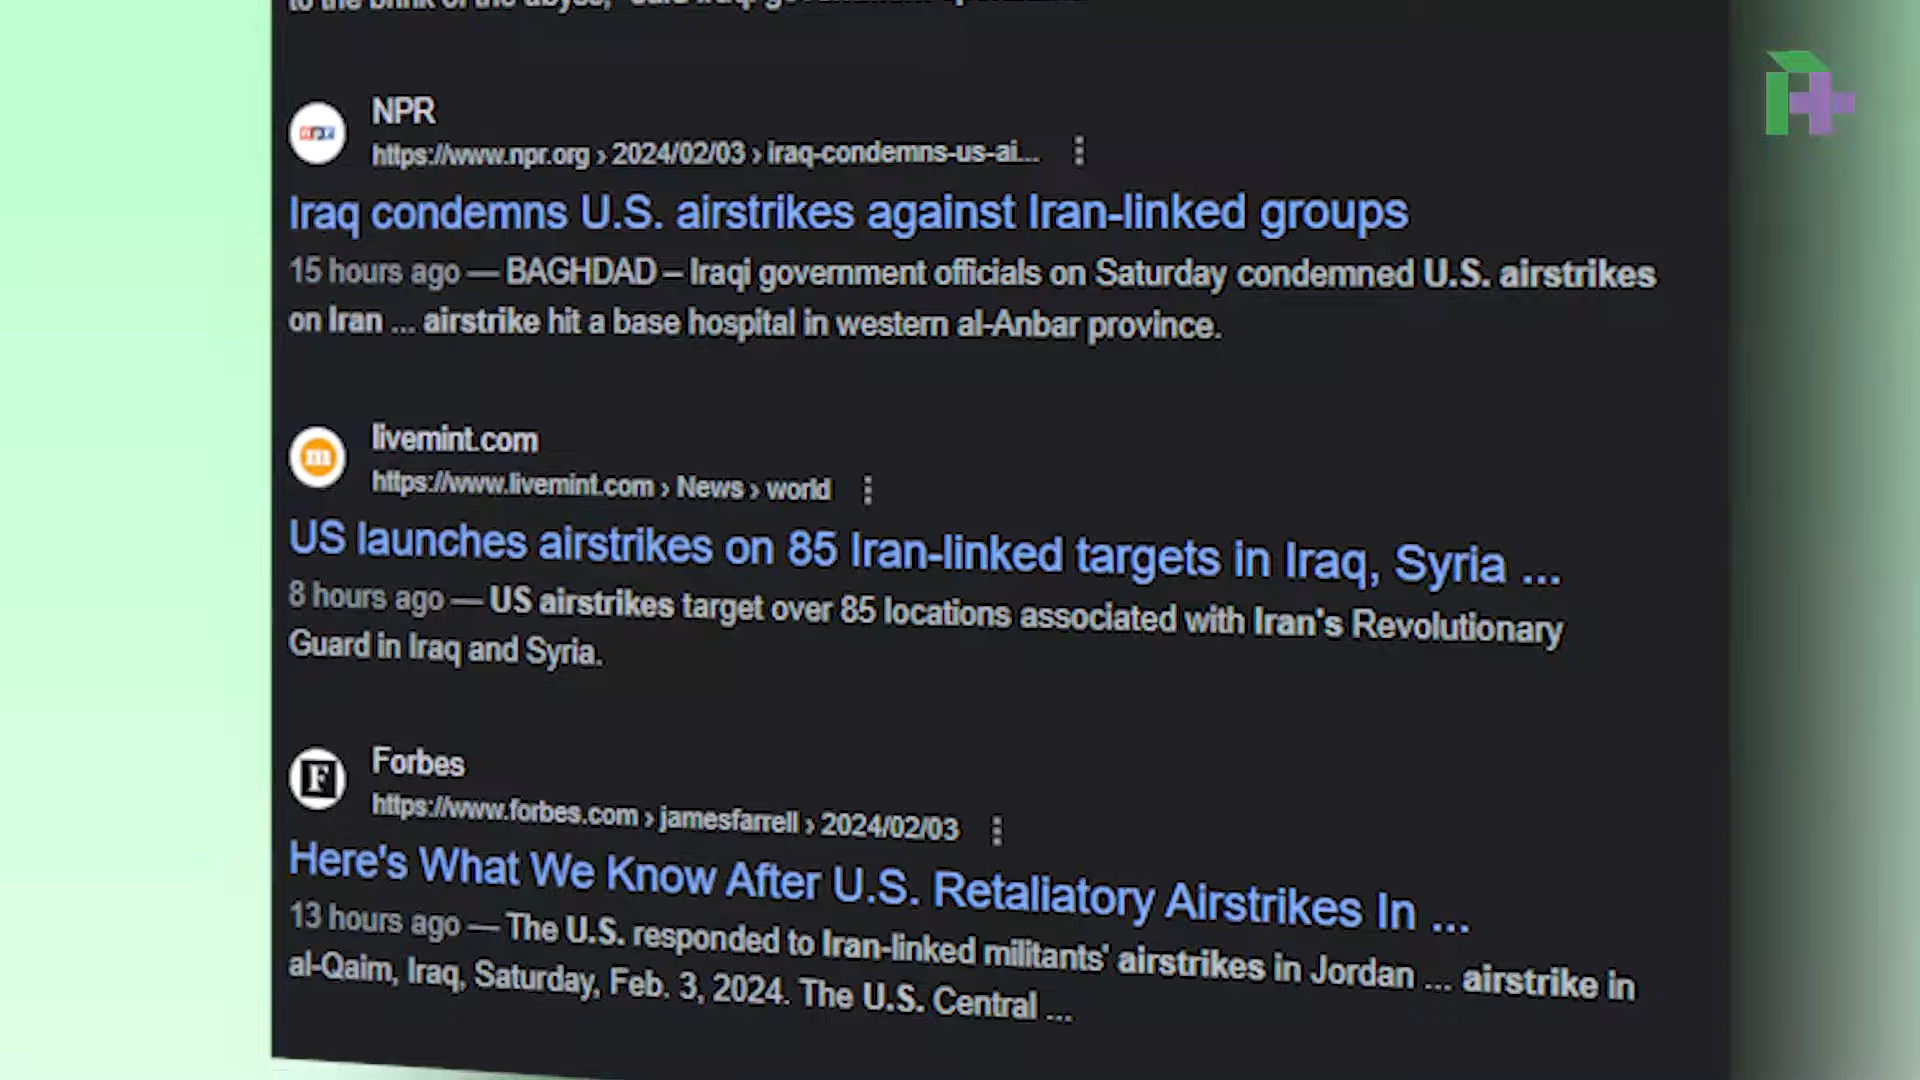 NPR
npr
https://www.npr.org › 2024/02/03 › iraq-condemns-us-ai...
Iraq condemns U.S. airstrikes against Iran-linked groups
15 hours ago — BAGHDAD – Iraqi government officials on Saturday condemned U.S. airstrikes
on Iran ... airstrike hit a base hospital in western al-Anbar province.
livemint.com
m
https://www.livemint.com › News › world
US launches airstrikes on 85 Iran-linked targets in Iraq, Syria ...
8 hours ago — US airstrikes target over 85 locations associated with Iran's Revolutionary
Guard in Iraq and Syria.
Forbes
F
https://www.forbes.com › jamesfarrell › 2024/02/03
Here's What We Know After U.S. Retaliatory Airstrikes In ...
13 hours ago — The U.S. responded to Iran-linked militants' airstrikes in Jordan ... airstrike in
al-Qaim, Iraq, Saturday, Feb. 3, 2024. The U.S. Central ...